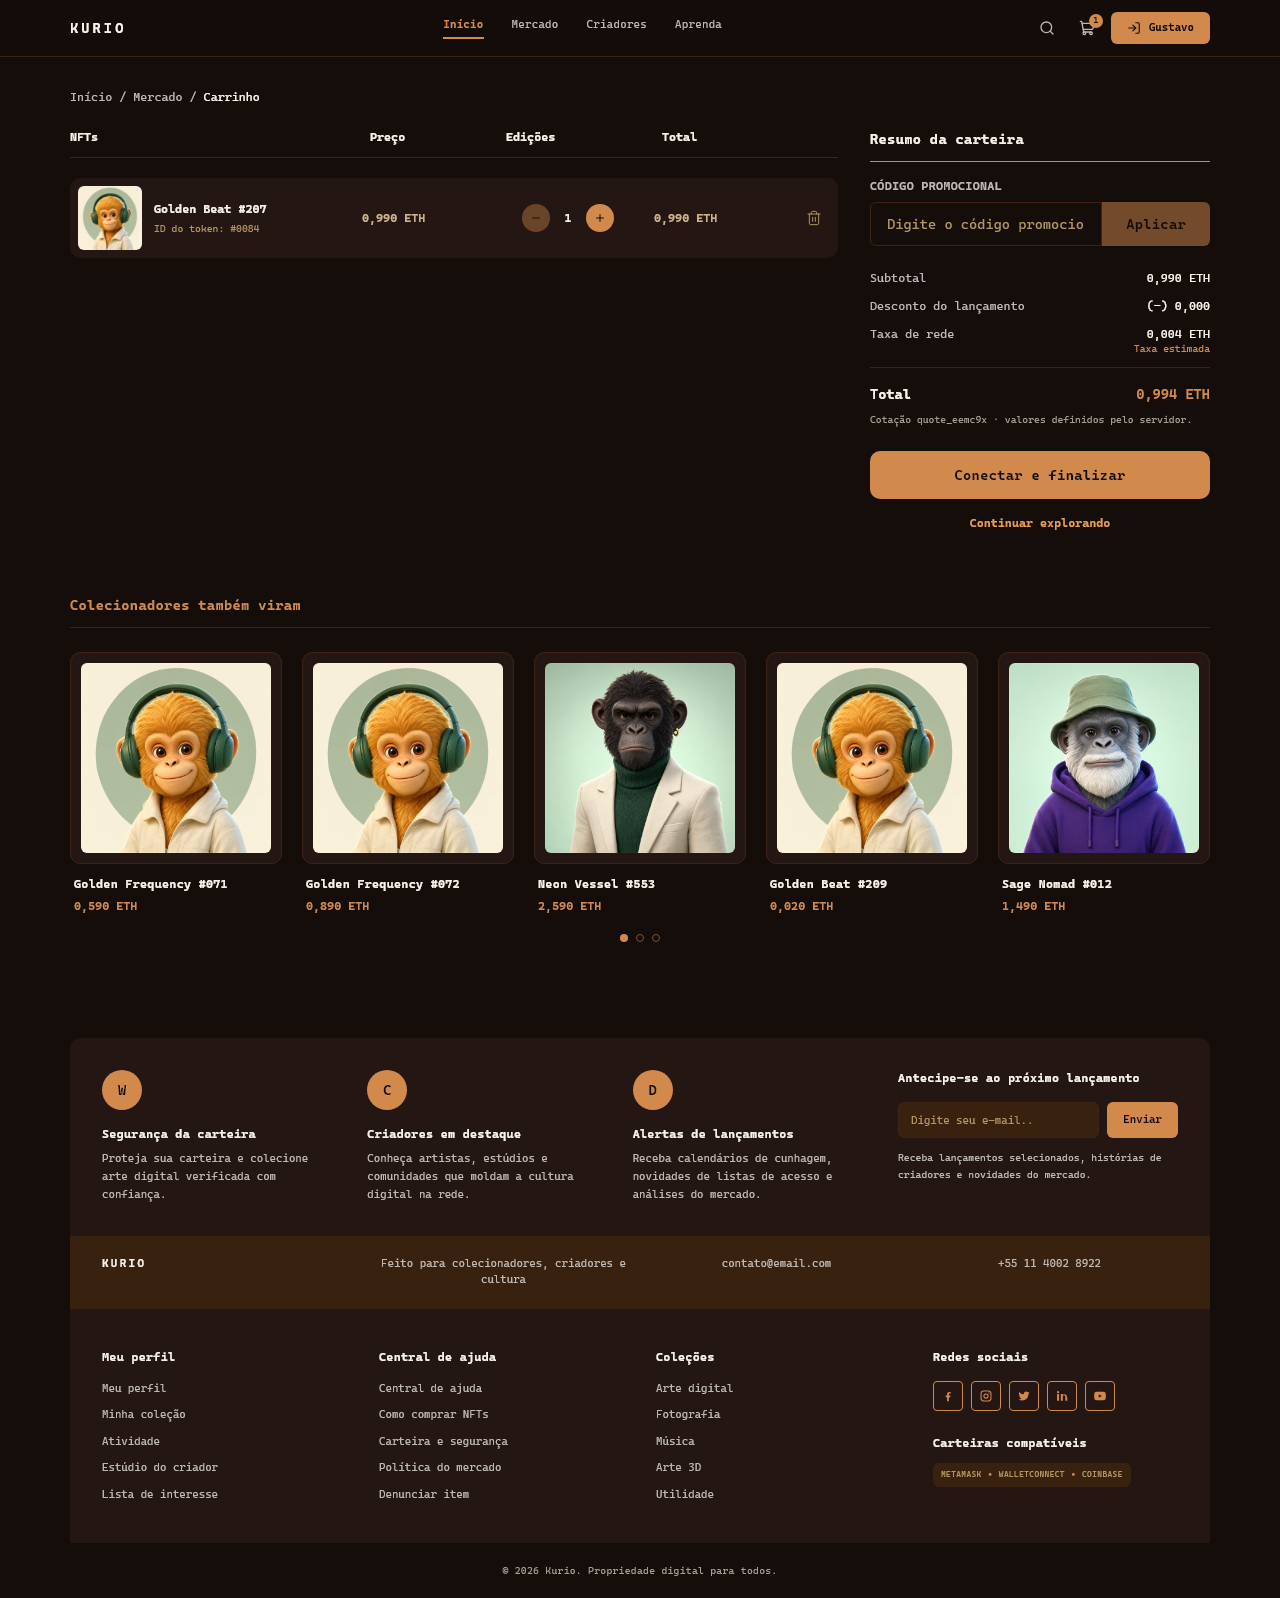 KURIO
Início
Mercado
Criadores
Aprenda
1
Gustavo
Início / Mercado / Carrinho
NFTs
Preço
Edições
Total
Golden Beat #207
ID do token: #0084
0,990 ETH
− 1 +
0,990 ETH
Resumo da carteira
CÓDIGO PROMOCIONAL
Digite o código promocio
Aplicar
Subtotal
0,990 ETH
Desconto do lançamento
(−) 0,000
Taxa de rede
0,004 ETH
Taxa estimada
Total
0,994 ETH
Cotação quote_eemc9x · valores definidos pelo servidor.
Conectar e finalizar
Continuar explorando
Colecionadores também viram
Golden Frequency #071
0,590 ETH
Golden Frequency #072
0,890 ETH
Neon Vessel #553
2,590 ETH
Golden Beat #209
0,020 ETH
Sage Nomad #012
1,490 ETH
W
Segurança da carteira
Proteja sua carteira e colecione
arte digital verificada com
confiança.
C
Criadores em destaque
Conheça artistas, estúdios e
comunidades que moldam a cultura
digital na rede.
D
Alertas de lançamentos
Receba calendários de cunhagem,
novidades de listas de acesso e
análises do mercado.
Antecipe-se ao próximo lançamento
Digite seu e-mail..
Enviar
Receba lançamentos selecionados, histórias de
criadores e novidades do mercado.
KURIO
Feito para colecionadores, criadores e
cultura
contato@email.com
+55 11 4002 8922
Meu perfil
Meu perfil
Minha coleção
Atividade
Estúdio do criador
Lista de interesse
Central de ajuda
Central de ajuda
Como comprar NFTs
Carteira e segurança
Política do mercado
Denunciar item
Coleções
Arte digital
Fotografia
Música
Arte 3D
Utilidade
Redes sociais
Carteiras compatíveis
METAMASK • WALLETCONNECT • COINBASE
© 2026 Kurio. Propriedade digital para todos.